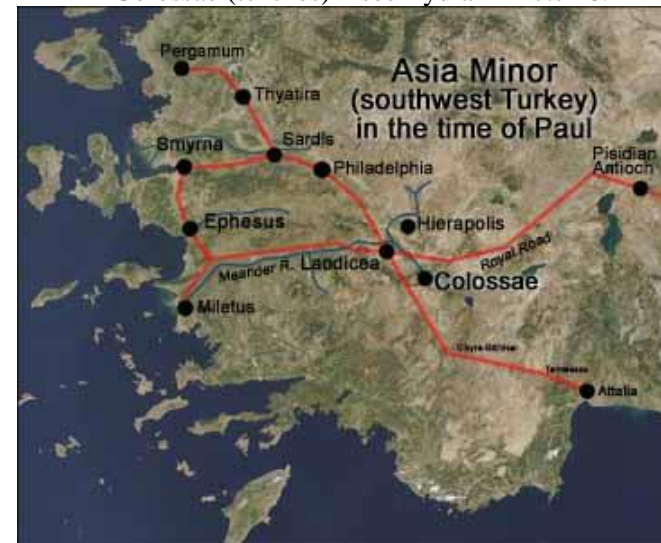 Pergamum
Thyatira
Asia Minor
(southwest Turkey)
in the time of Paul
Smyrna
Sardis
Philadelphia
Pisidian
Antioch
Ephesus
Hierapolis
Royal Road
Meander R.
Laodicea
Colossae
Miletus
Attalia